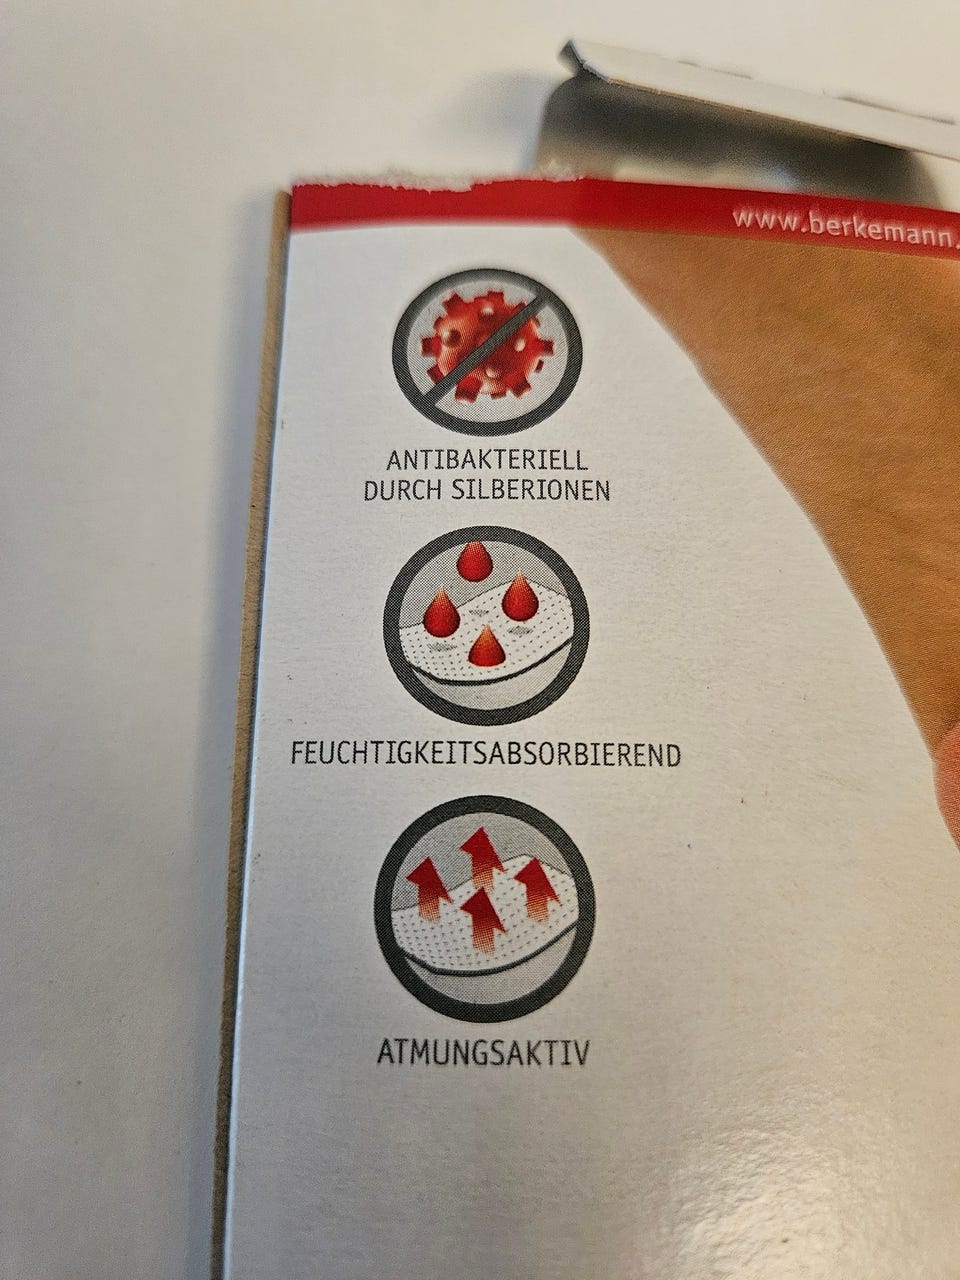 www.berkemann.
ANTIBAKTERIELL
DURCH SILBERIONEN
FEUCHTIGKEITSABSORBIEREND
ATMUNGSAKTIV